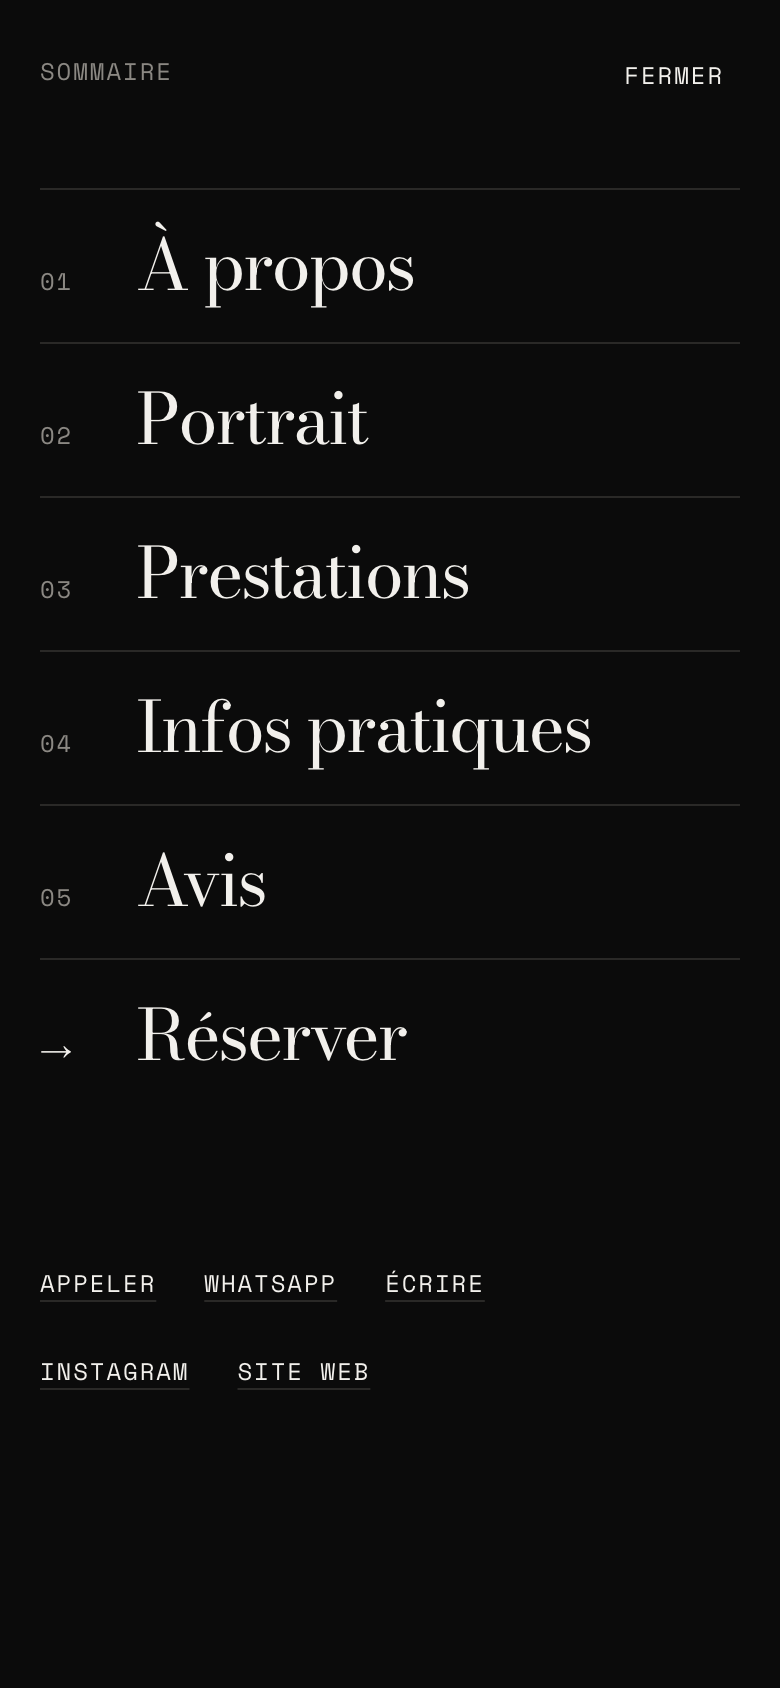 SOMMAIRE FERMER
01 À propos
02 Portrait
03 Prestations
04 Infos pratiques
05 Avis
→ Réserver
APPELER WHATSAPP ÉCRIRE
INSTAGRAM SITE WEB